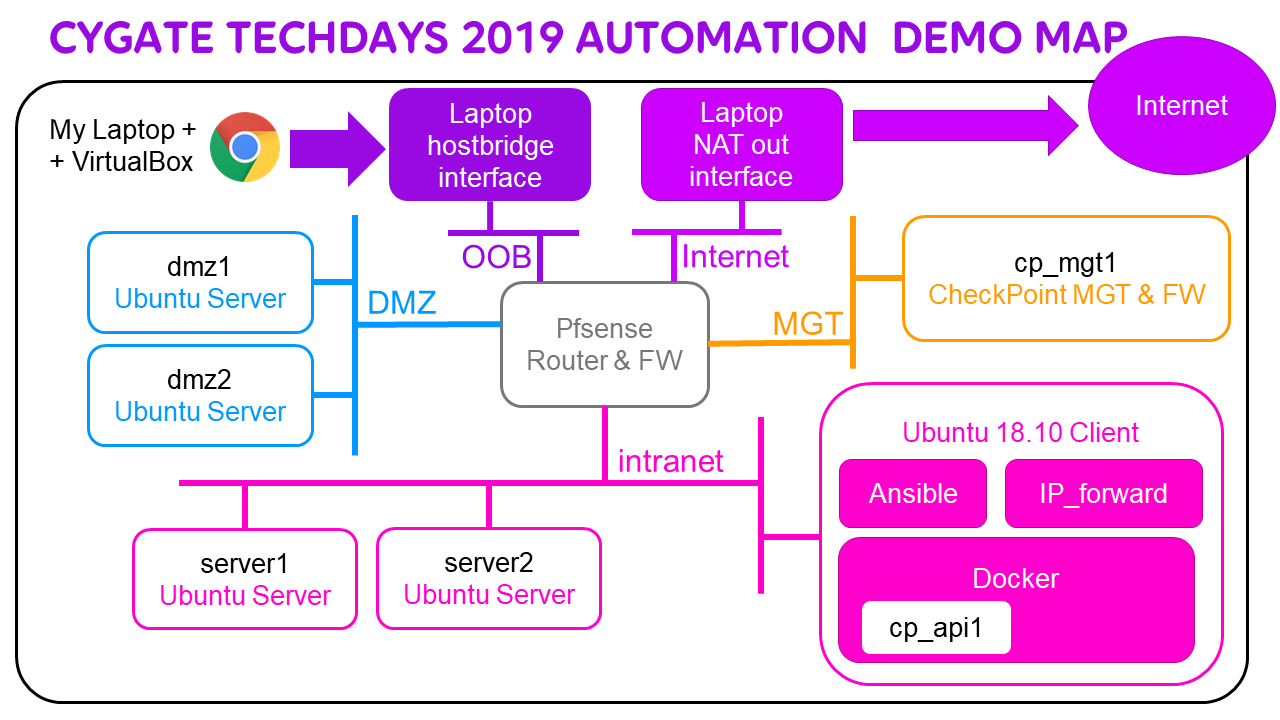 CYGATE TECHDAYS 2019 AUTOMATION DEMO MAP
My Laptop +
+ VirtualBox
Laptop
hostbridge
interface
Laptop
NAT out
interface
Internet
OOB
Internet
dmz1
Ubuntu Server
DMZ
dmz2
Ubuntu Server
Pfsense
Router & FW
MGT
cp_mgt1
CheckPoint MGT & FW
intranet
server1
Ubuntu Server
server2
Ubuntu Server
Ubuntu 18.10 Client
Ansible
IP_forward
Docker
cp_api1